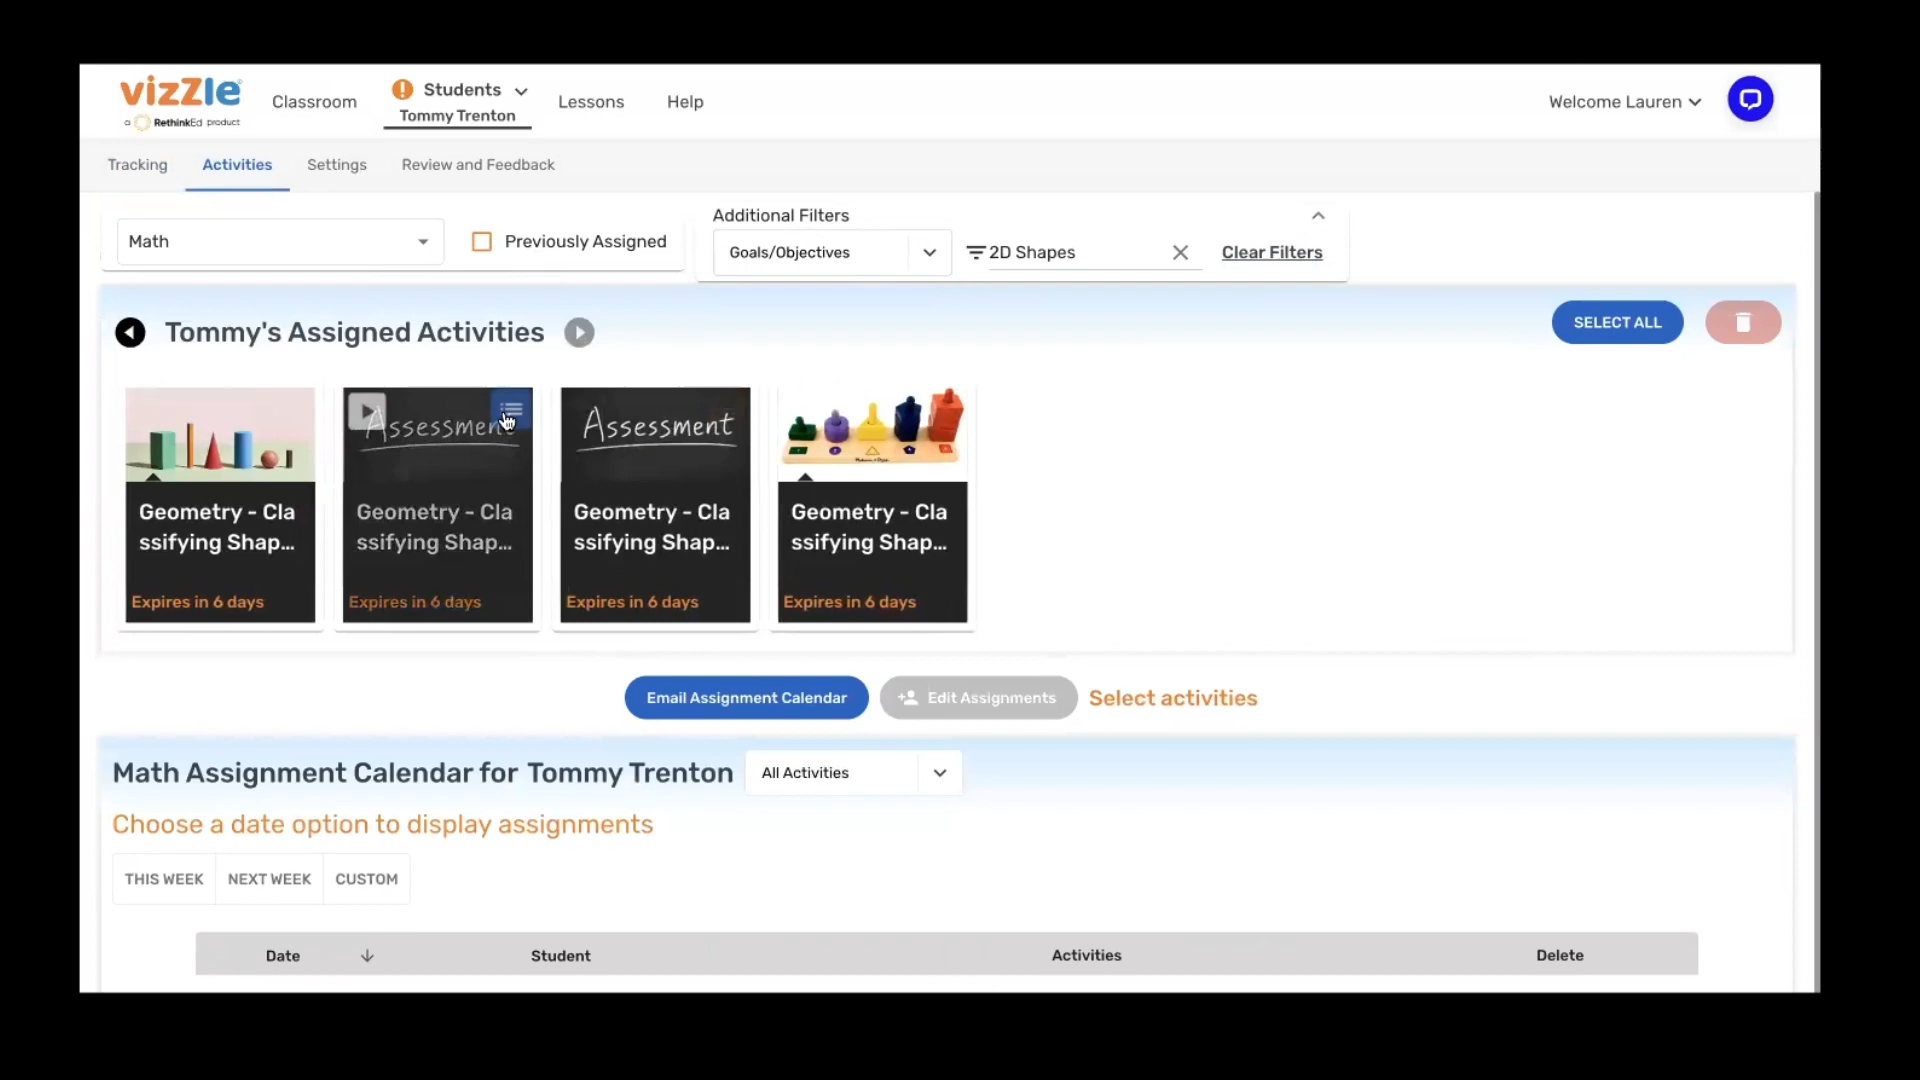 vizZle
a RethinkEd product
Classroom
Students
Tommy Trenton
Lessons
Help
Welcome Lauren
Tracking
Activities
Settings
Review and Feedback
Math
Previously Assigned
Additional Filters
Goals/Objectives
2D Shapes
Clear Filters
Tommy's Assigned Activities
SELECT ALL
Assessment
Assessment
Geometry - Cla
ssifying Shap...
Expires in 6 days
Geometry - Cla
ssifying Shap...
Expires in 6 days
Geometry - Cla
ssifying Shap...
Expires in 6 days
Geometry - Cla
ssifying Shap...
Expires in 6 days
Email Assignment Calendar
Edit Assignments
Select activities
Math Assignment Calendar for Tommy Trenton
All Activities
Choose a date option to display assignments
THIS WEEK
NEXT WEEK
CUSTOM
Date
Student
Activities
Delete